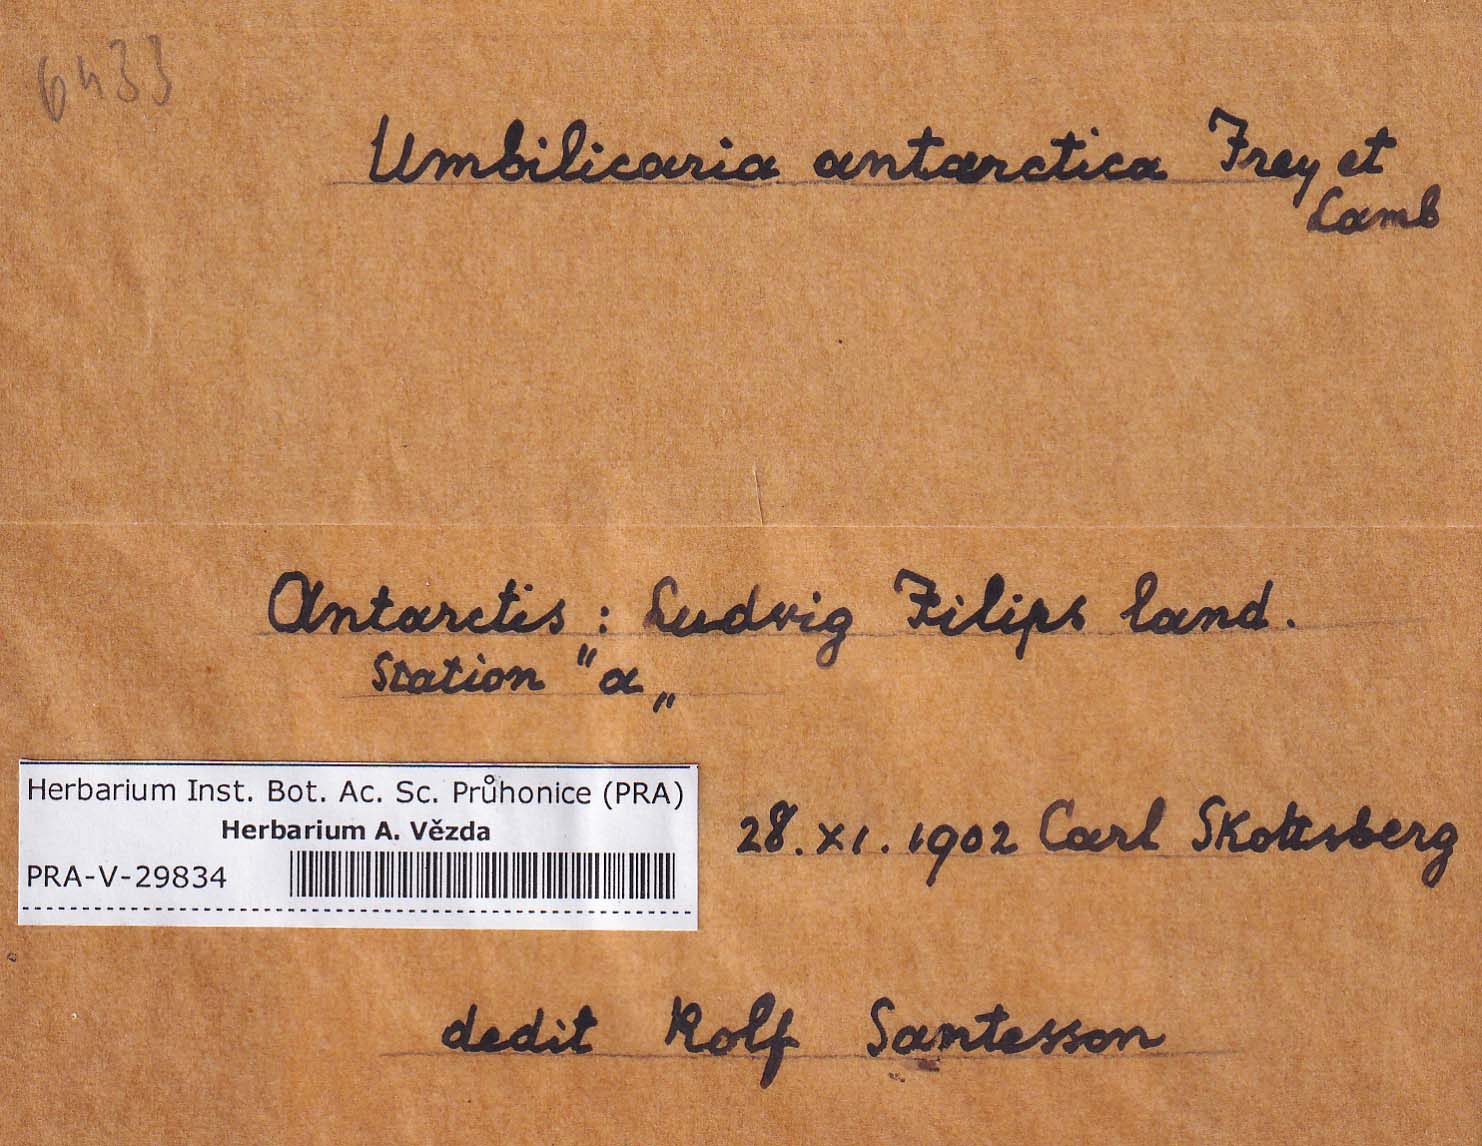 6433
Umbilicaria antarctica Frey et
Lamb
Antarctis: Ludvig Filips land.
Station "a„
Herbarium Inst. Bot. Ac. Sc. Průhonice (PRA)
Herbarium A. Vězda
PRA-V-29834
28.XI.1902 Carl Skottsberg
dedit Rolf Santesson